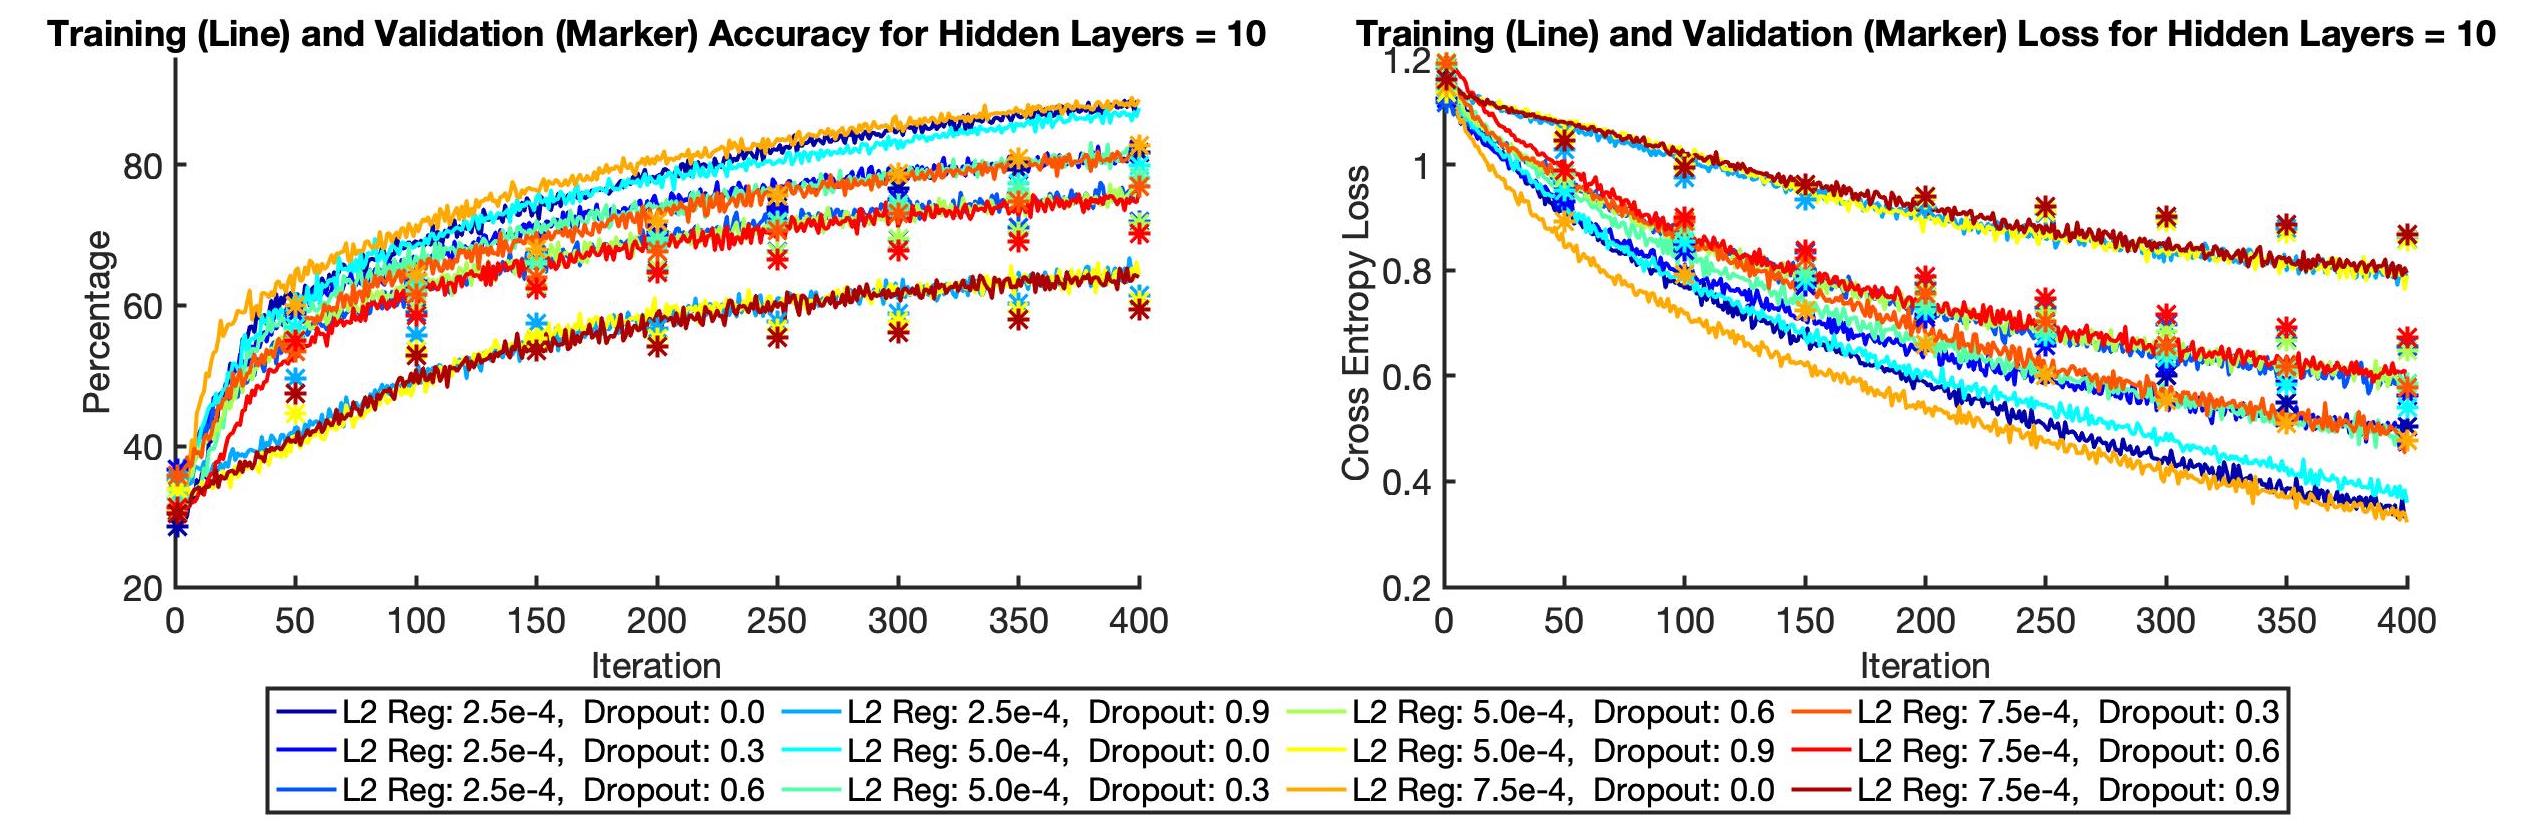 Training (Line) and Validation (Marker) Accuracy for Hidden Layers = 10
Percentage
80
60
40
20
0 50 100 150 200 250 300 350 400
Iteration
Training (Line) and Validation (Marker) Loss for Hidden Layers = 10
Cross Entropy Loss
1.2
1
0.8
0.6
0.4
0.2
0 50 100 150 200 250 300 350 400
Iteration
L2 Reg: 2.5e-4, Dropout: 0.0
L2 Reg: 2.5e-4, Dropout: 0.3
L2 Reg: 2.5e-4, Dropout: 0.6
L2 Reg: 2.5e-4, Dropout: 0.9
L2 Reg: 5.0e-4, Dropout: 0.0
L2 Reg: 5.0e-4, Dropout: 0.3
L2 Reg: 5.0e-4, Dropout: 0.6
L2 Reg: 5.0e-4, Dropout: 0.9
L2 Reg: 7.5e-4, Dropout: 0.0
L2 Reg: 7.5e-4, Dropout: 0.3
L2 Reg: 7.5e-4, Dropout: 0.6
L2 Reg: 7.5e-4, Dropout: 0.9